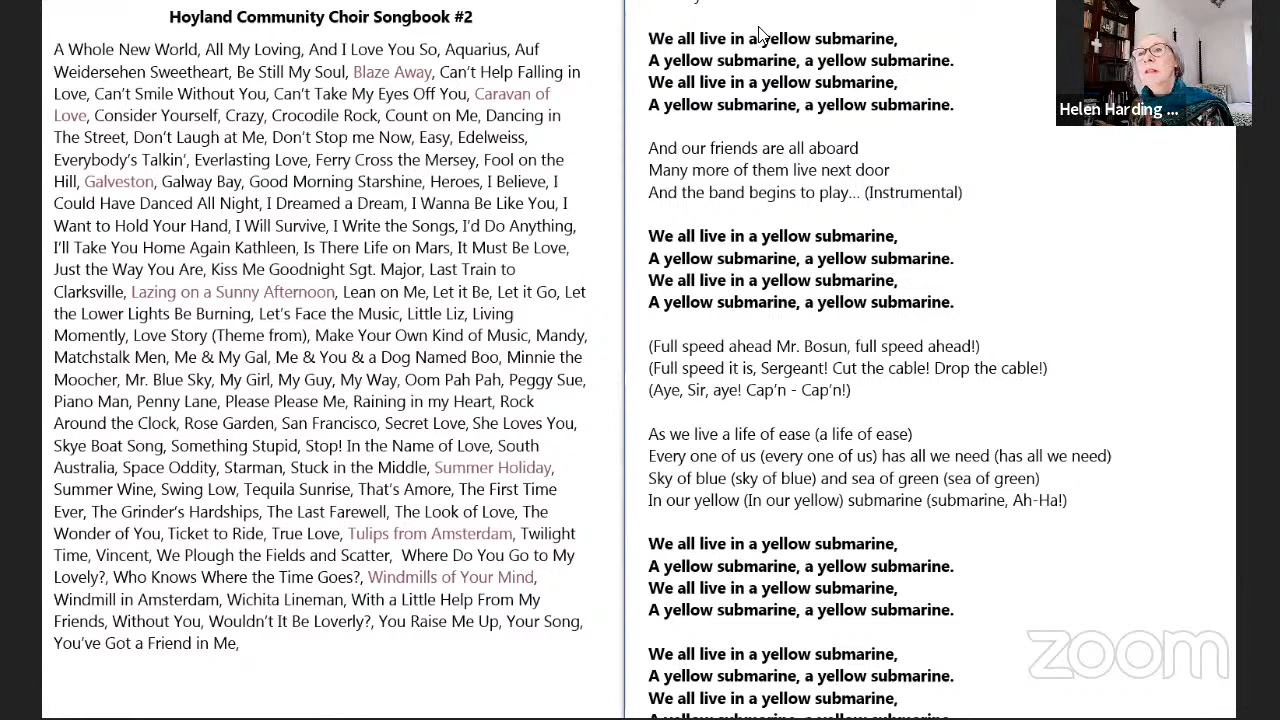 Hoyland Community Choir Songbook #2
A Whole New World, All My Loving, And I Love You So, Aquarius, Auf
Weidersehen Sweetheart, Be Still My Soul, Blaze Away, Can't Help Falling in
Love, Can't Smile Without You, Can't Take My Eyes Off You, Caravan of
Love, Consider Yourself, Crazy, Crocodile Rock, Count on Me, Dancing in
The Street, Don't Laugh at Me, Don't Stop me Now, Easy, Edelweiss,
Everybody's Talkin', Everlasting Love, Ferry Cross the Mersey, Fool on the
Hill, Galveston, Galway Bay, Good Morning Starshine, Heroes, I Believe, I
Could Have Danced All Night, I Dreamed a Dream, I Wanna Be Like You, I
Want to Hold Your Hand, I Will Survive, I Write the Songs, I'd Do Anything,
I'll Take You Home Again Kathleen, Is There Life on Mars, It Must Be Love,
Just the Way You Are, Kiss Me Goodnight Sgt. Major, Last Train to
Clarksville, Lazing on a Sunny Afternoon, Lean on Me, Let it Be, Let it Go, Let
the Lower Lights Be Burning, Let's Face the Music, Little Liz, Living
Momently, Love Story (Theme from), Make Your Own Kind of Music, Mandy,
Matchstalk Men, Me & My Gal, Me & You & a Dog Named Boo, Minnie the
Moocher, Mr. Blue Sky, My Girl, My Guy, My Way, Oom Pah Pah, Peggy Sue,
Piano Man, Penny Lane, Please Please Me, Raining in my Heart, Rock
Around the Clock, Rose Garden, San Francisco, Secret Love, She Loves You,
Skye Boat Song, Something Stupid, Stop! In the Name of Love, South
Australia, Space Oddity, Starman, Stuck in the Middle, Summer Holiday,
Summer Wine, Swing Low, Tequila Sunrise, That's Amore, The First Time
Ever, The Grinder's Hardships, The Last Farewell, The Look of Love, The
Wonder of You, Ticket to Ride, True Love, Tulips from Amsterdam, Twilight
Time, Vincent, We Plough the Fields and Scatter, Where Do You Go to My
Lovely?, Who Knows Where the Time Goes?, Windmills of Your Mind,
Windmill in Amsterdam, Wichita Lineman, With a Little Help From My
Friends, Without You, Wouldn't It Be Loverly?, You Raise Me Up, Your Song,
You've Got a Friend in Me,
We all live in a yellow submarine,
A yellow submarine, a yellow submarine.
We all live in a yellow submarine,
A yellow submarine, a yellow submarine.
And our friends are all aboard
Many more of them live next door
And the band begins to play... (Instrumental)
We all live in a yellow submarine,
A yellow submarine, a yellow submarine.
We all live in a yellow submarine,
A yellow submarine, a yellow submarine.
(Full speed ahead Mr. Bosun, full speed ahead!)
(Full speed it is, Sergeant! Cut the cable! Drop the cable!)
(Aye, Sir, aye! Cap'n - Cap'n!)
As we live a life of ease (a life of ease)
Every one of us (every one of us) has all we need (has all we need)
Sky of blue (sky of blue) and sea of green (sea of green)
In our yellow (In our yellow) submarine (submarine, Ah-Ha!)
We all live in a yellow submarine,
A yellow submarine, a yellow submarine.
We all live in a yellow submarine,
A yellow submarine, a yellow submarine.
We all live in a yellow submarine,
A yellow submarine, a yellow submarine.
We all live in a yellow submarine,
Helen Harding ...
zoom